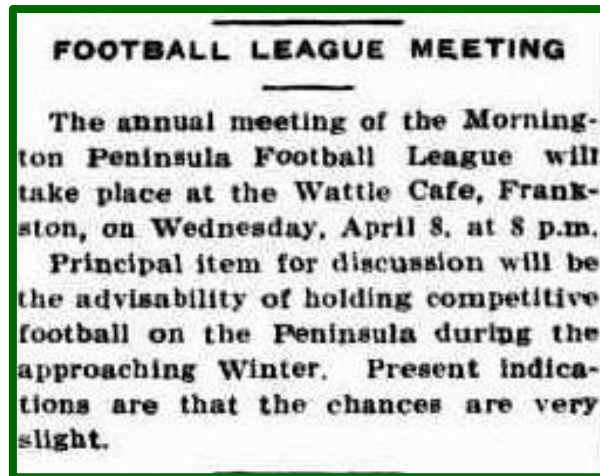 FOOTBALL LEAGUE MEETING
The annual meeting of the Morning-
ton Peninsula Football League will
take place at the Wattle Cafe, Frank-
ston, on Wednesday, April 8, at 8 p.m.
Principal item for discussion will be
the advisability of holding competitive
football on the Peninsula during the
approaching Winter. Present indica-
tions are that the chances are very
slight.